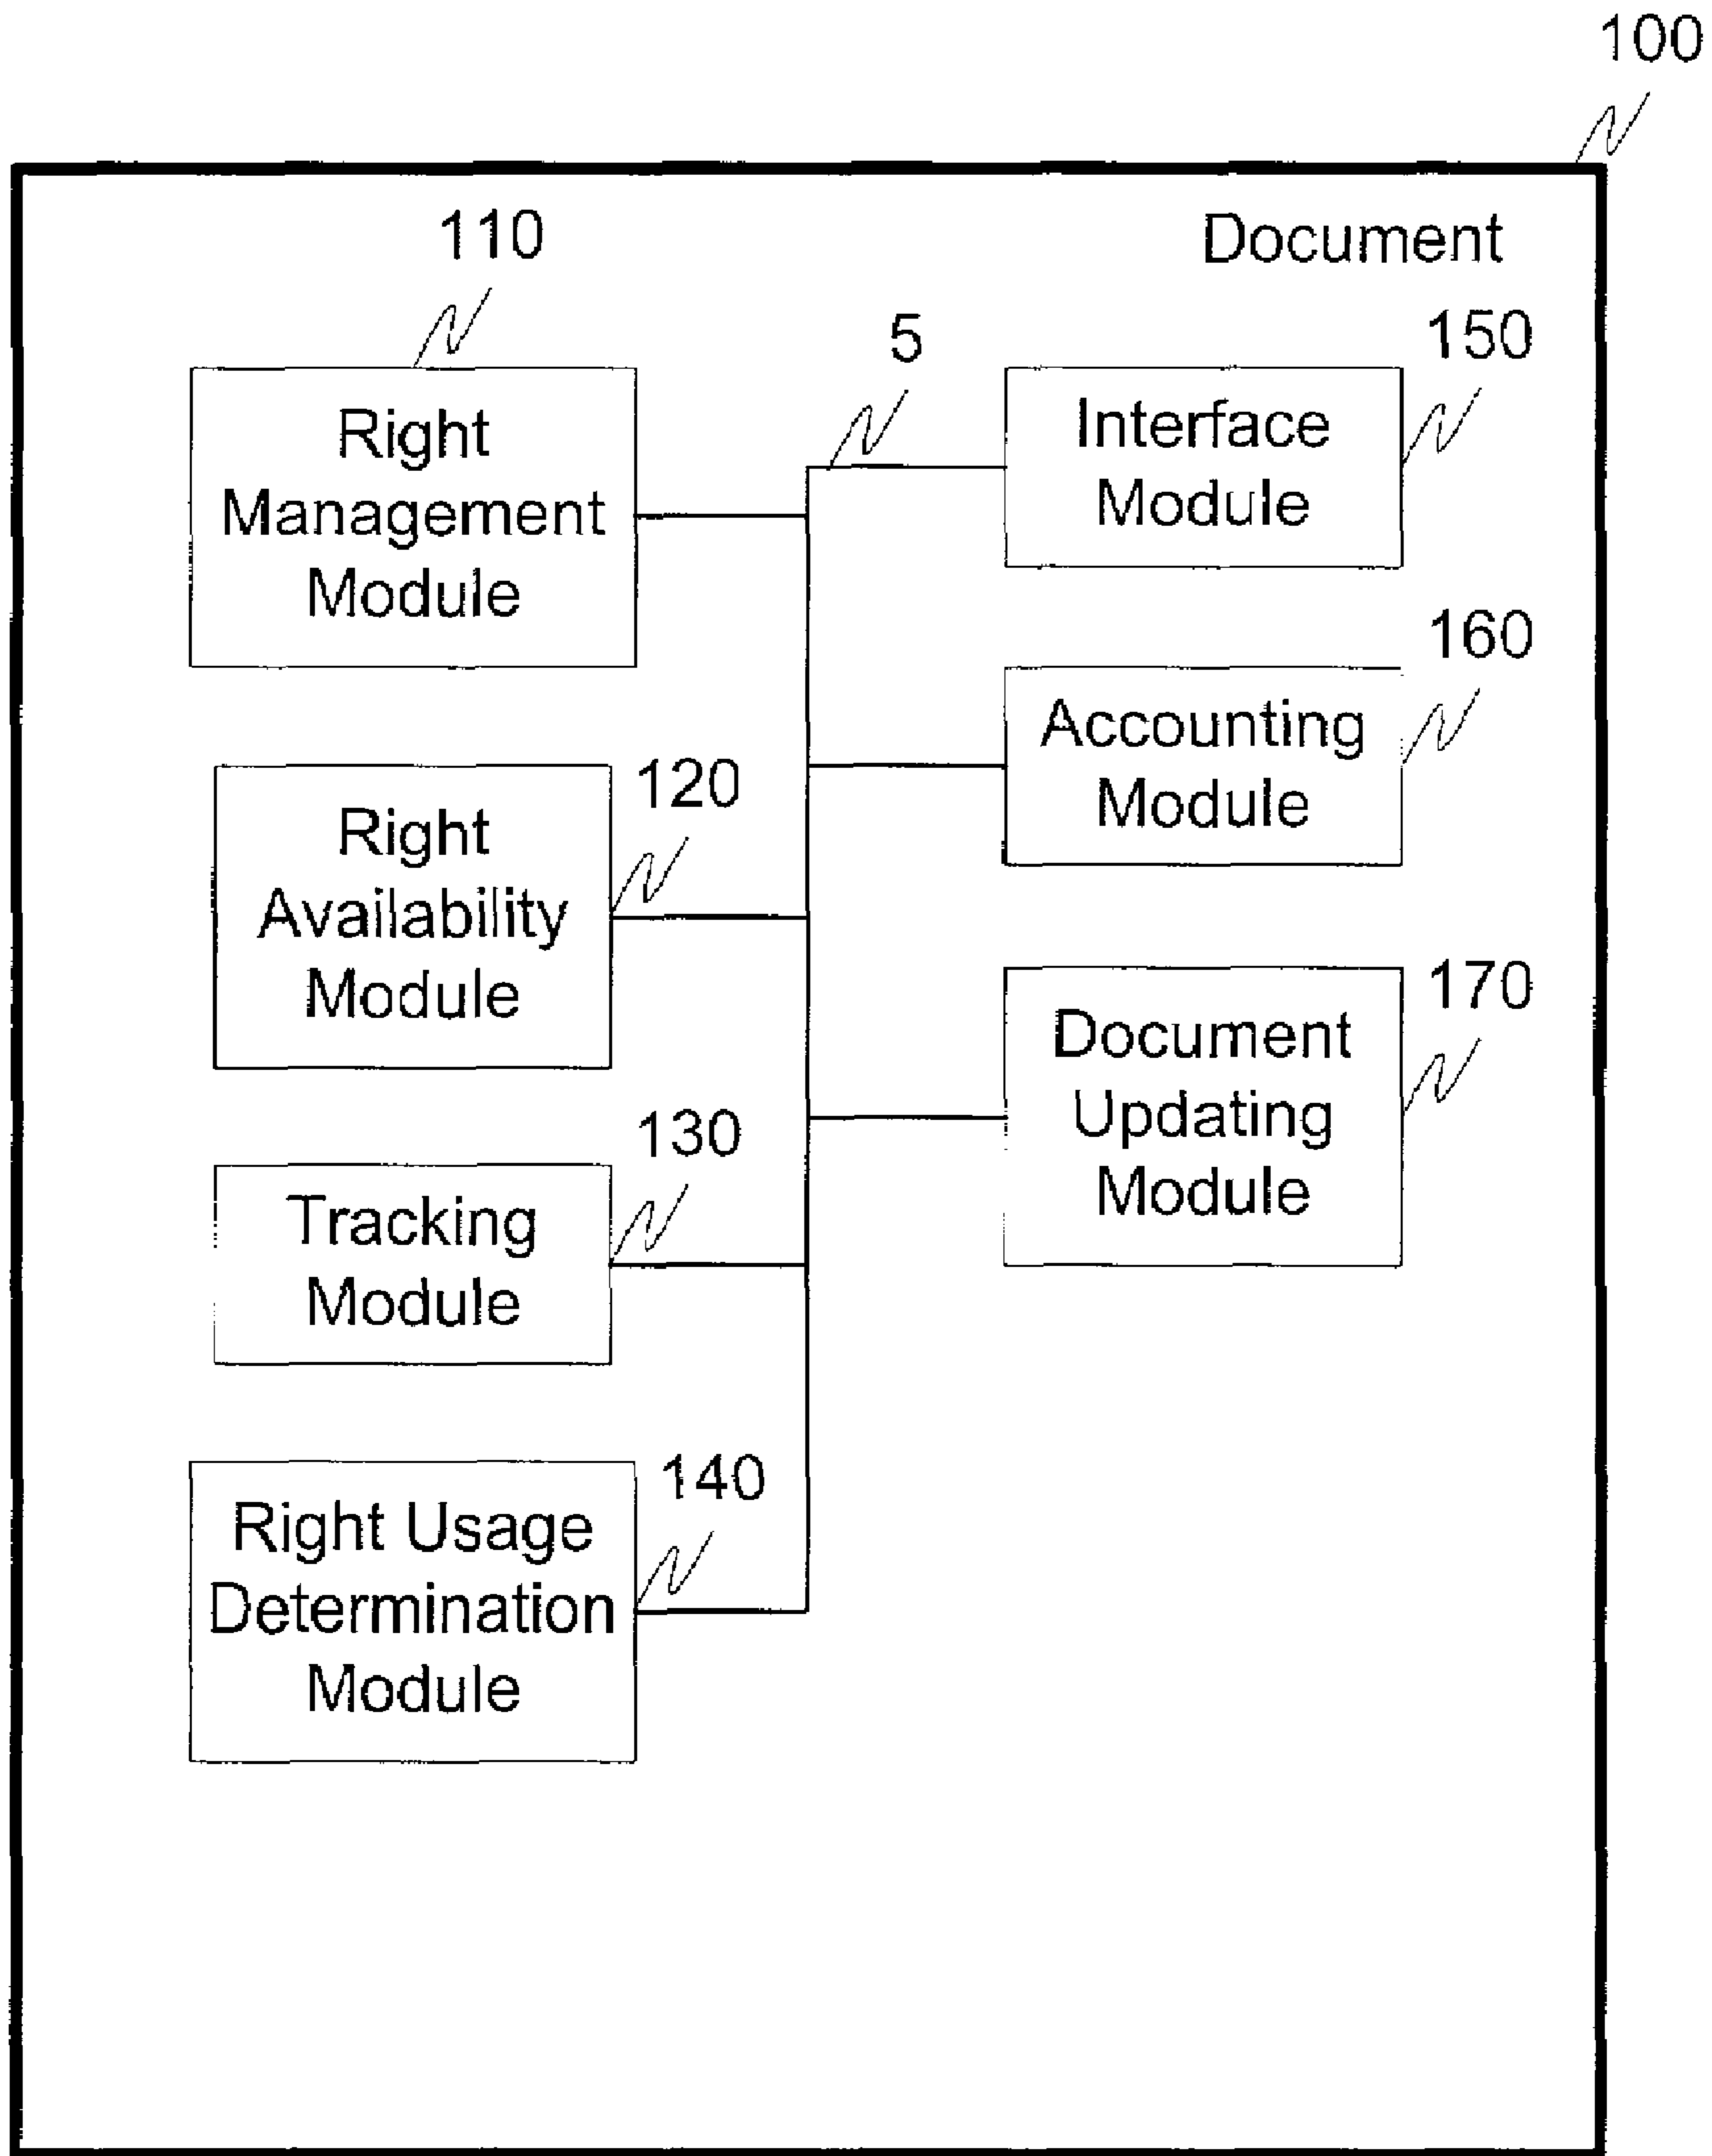 100
Document
110
Right
Management
Module
5
150
Interface
Module
160
Accounting
Module
120
Right
Availability
Module
170
Document
Updating
Module
130
Tracking
Module
140
Right Usage
Determination
Module